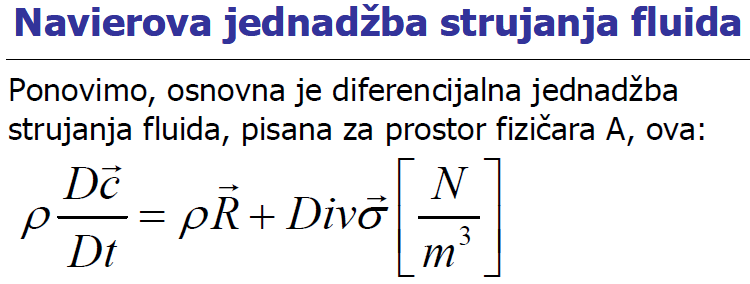 Navierova jednadžba strujanja fluida
Ponovimo, osnovna je diferencijalna jednadžba
strujanja fluida, pisana za prostor fizičara A, ova:
$\rho \frac{D\vec{c}}{Dt} = \rho \vec{R} + Div\vec{\sigma} \left[ \frac{N}{m^3} \right]$